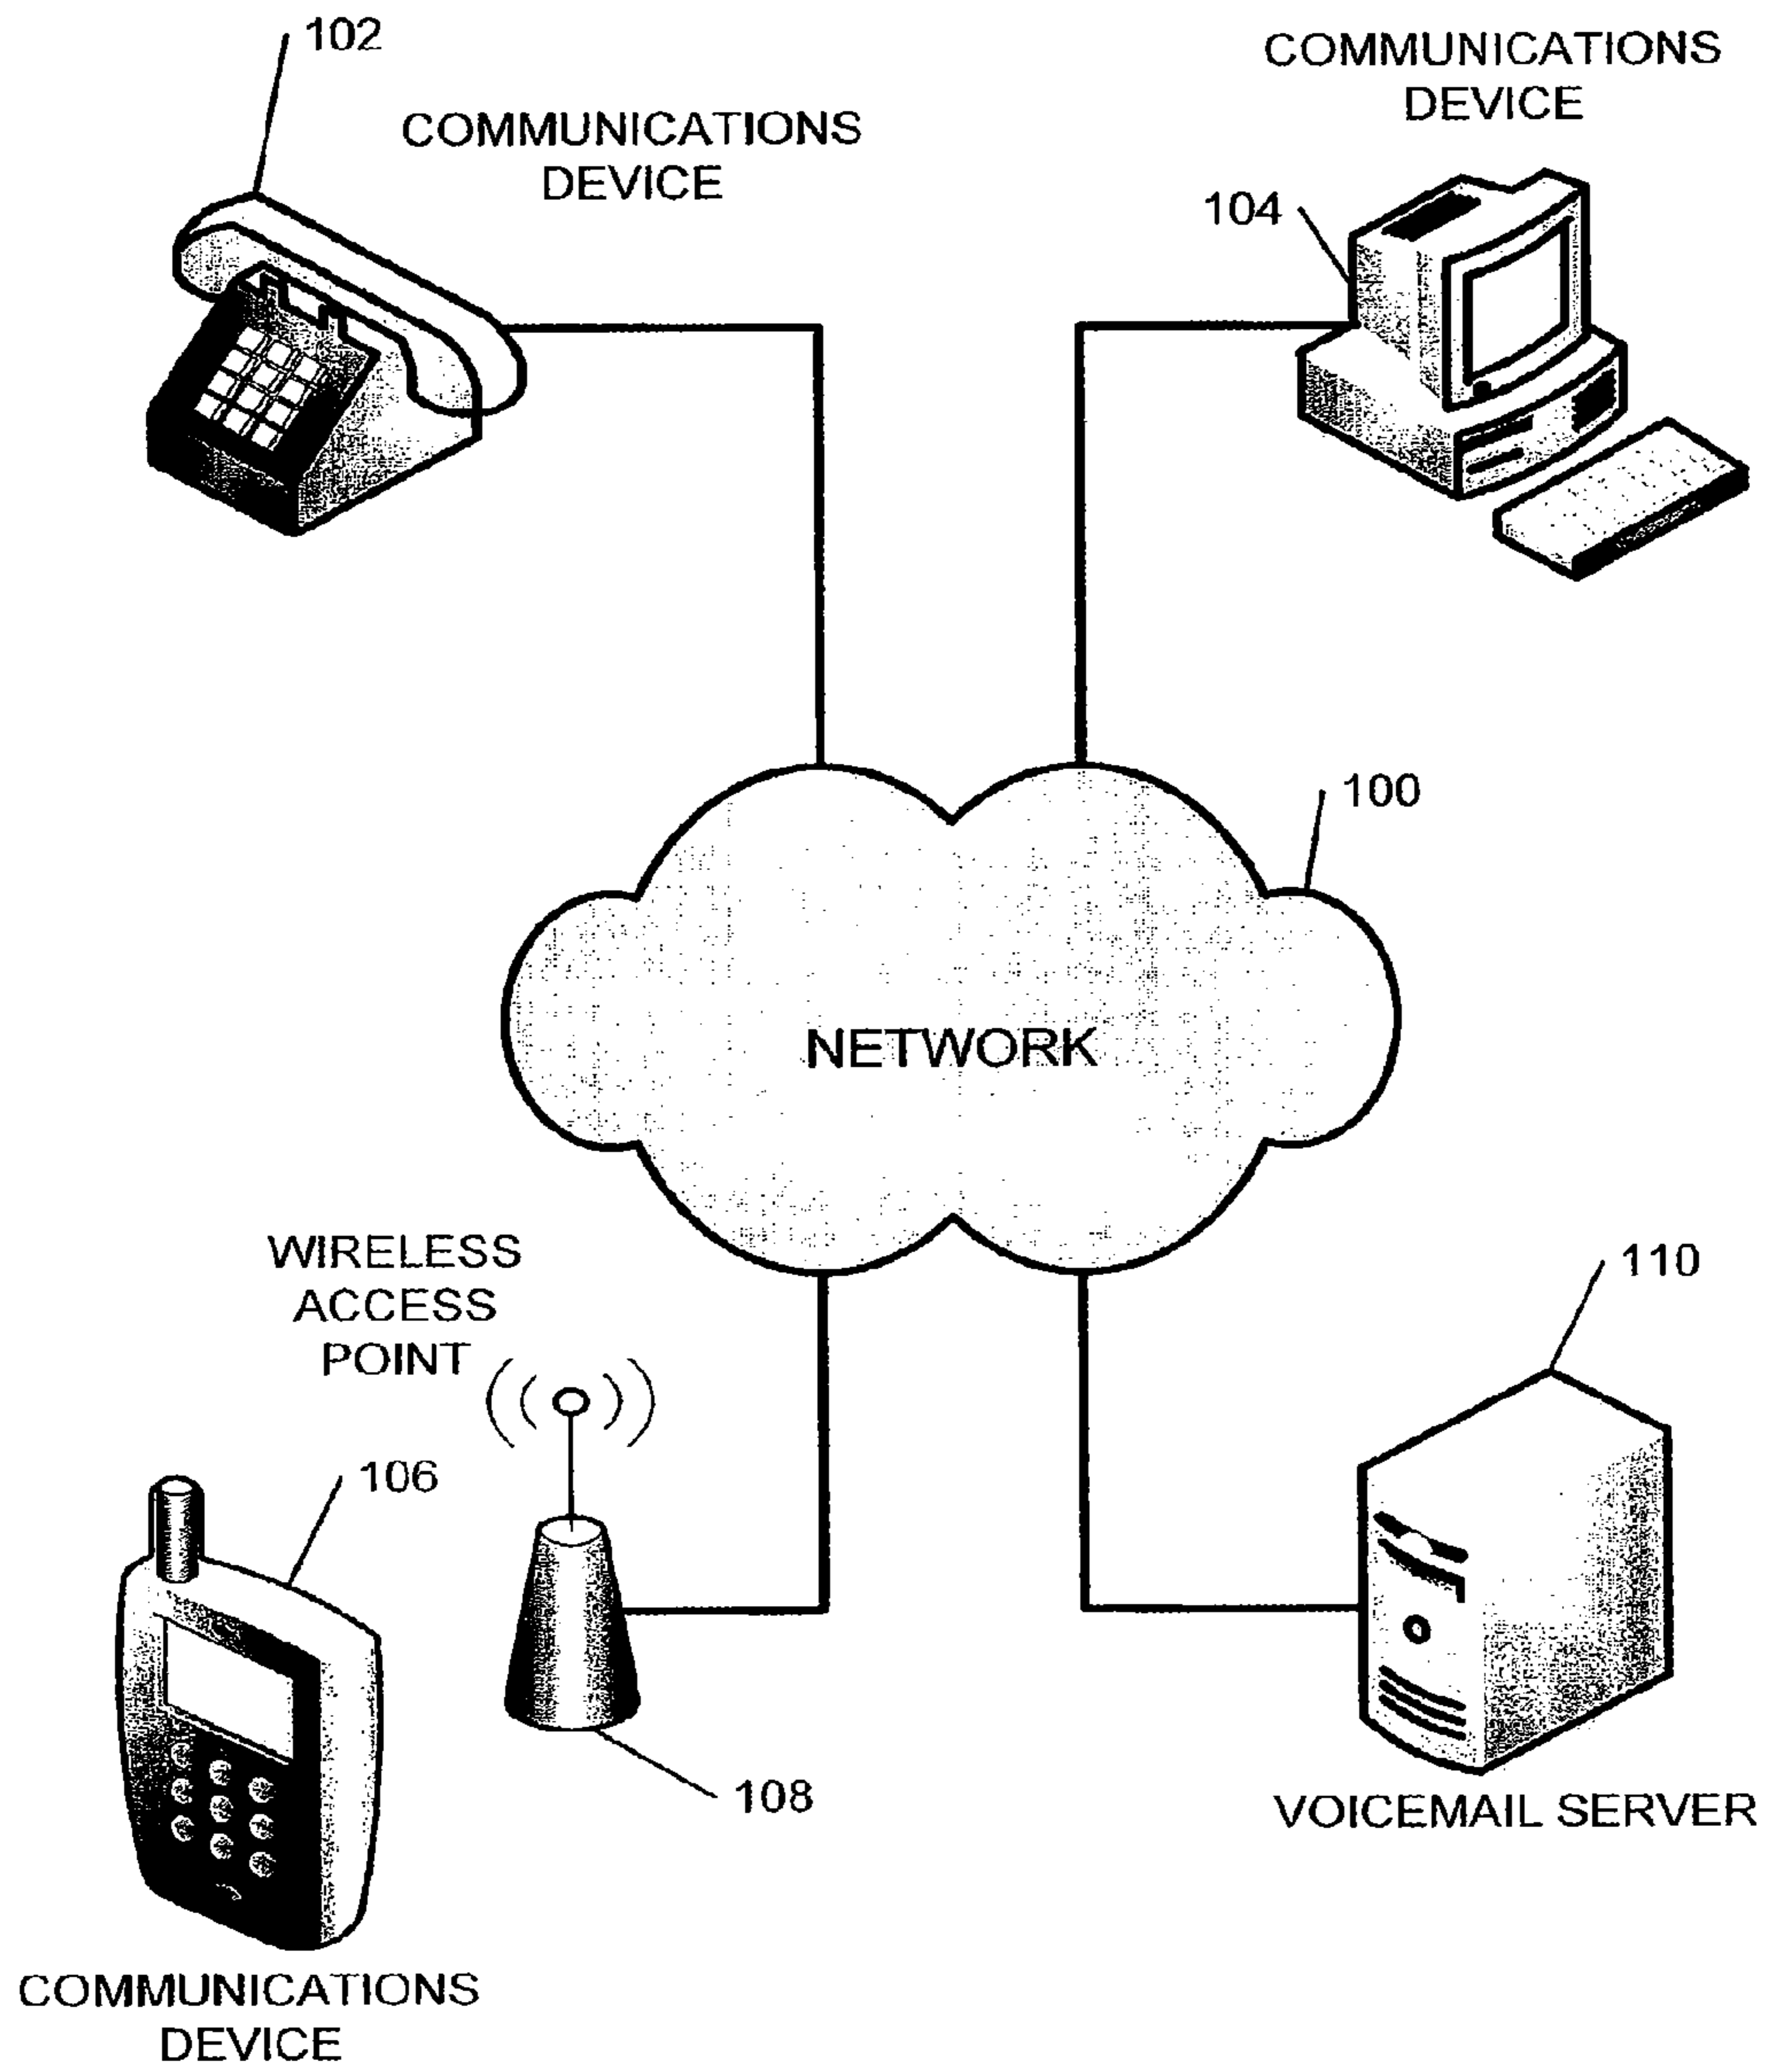 102
COMMUNICATIONS
DEVICE
COMMUNICATIONS
DEVICE
104
100
NETWORK
WIRELESS
ACCESS
POINT
110
106
108
VOICEMAIL SERVER
COMMUNICATIONS
DEVICE